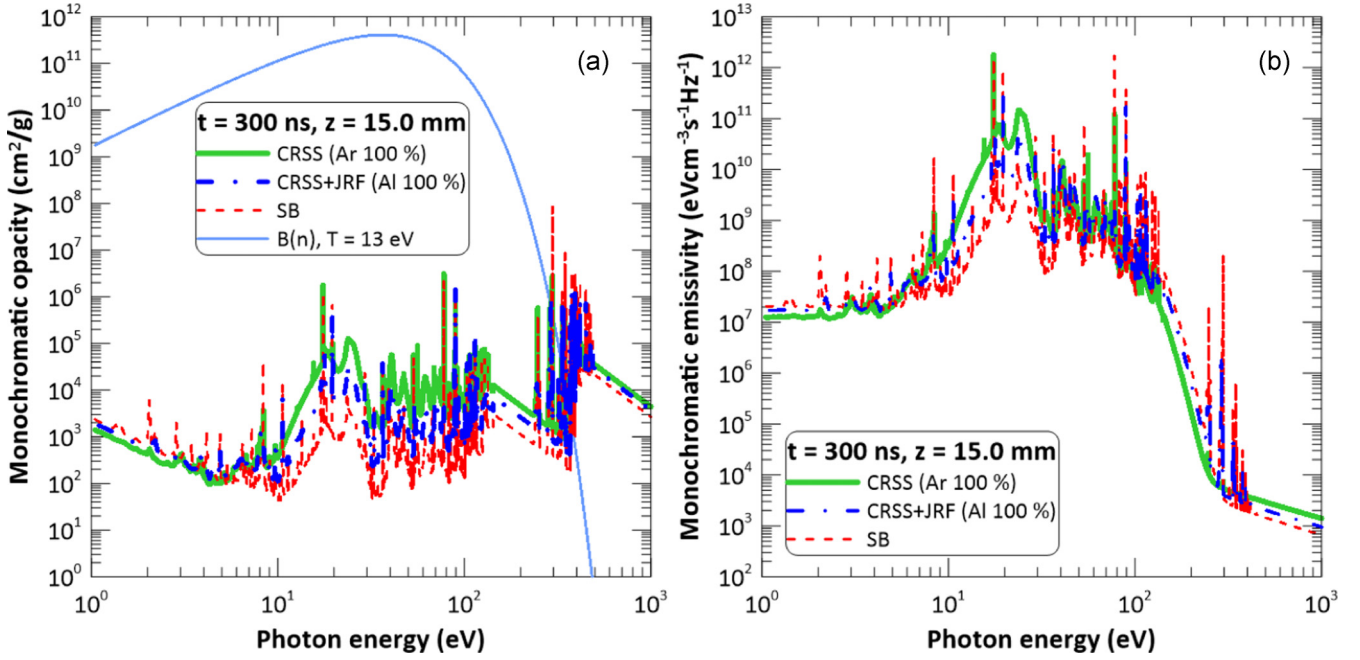 Monochromatic opacity (cm²/g)
10¹²
10¹¹
10¹⁰
10⁹
10⁸
10⁷
10⁶
10⁵
10⁴
10³
10²
10¹
10⁰
(a)
t = 300 ns, z = 15.0 mm
CRSS (Ar 100 %)
CRSS+JRF (Al 100 %)
SB
B(n), T = 13 eV
10⁰ 10¹ 10² 10³
Photon energy (eV)
Monochromatic emissivity (eVcm⁻³s⁻¹Hz⁻¹)
10¹³
10¹²
10¹¹
10¹⁰
10⁹
10⁸
10⁷
10⁶
10⁵
10⁴
10³
10²
(b)
t = 300 ns, z = 15.0 mm
CRSS (Ar 100 %)
CRSS+JRF (Al 100 %)
SB
10⁰ 10¹ 10² 10³
Photon energy (eV)